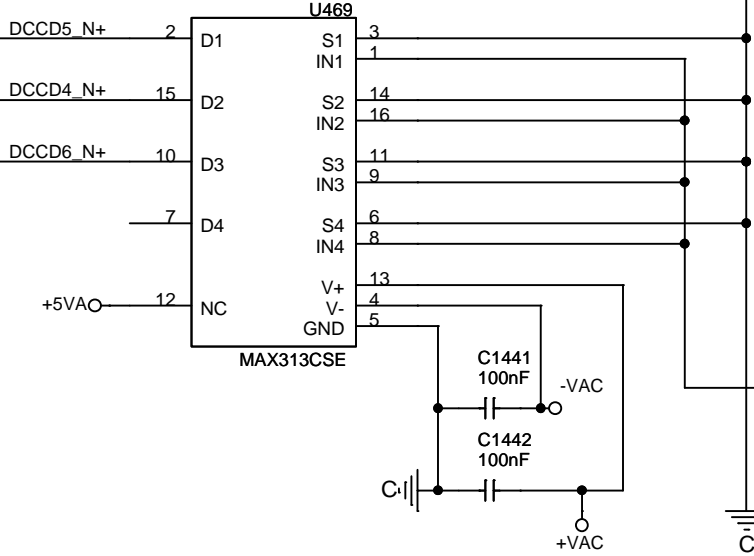 U469
DCCD5_N+ 2 D1 S1 3
IN1 1
DCCD4_N+ 15 D2 S2 14
IN2 16
DCCD6_N+ 10 D3 S3 11
IN3 9
7 D4 S4 6
IN4 8
V+ 13
+5VA 12 NC V- 4
GND 5
MAX313CSE
C1441
100nF
-VAC
C1442
100nF
C
+VAC
C